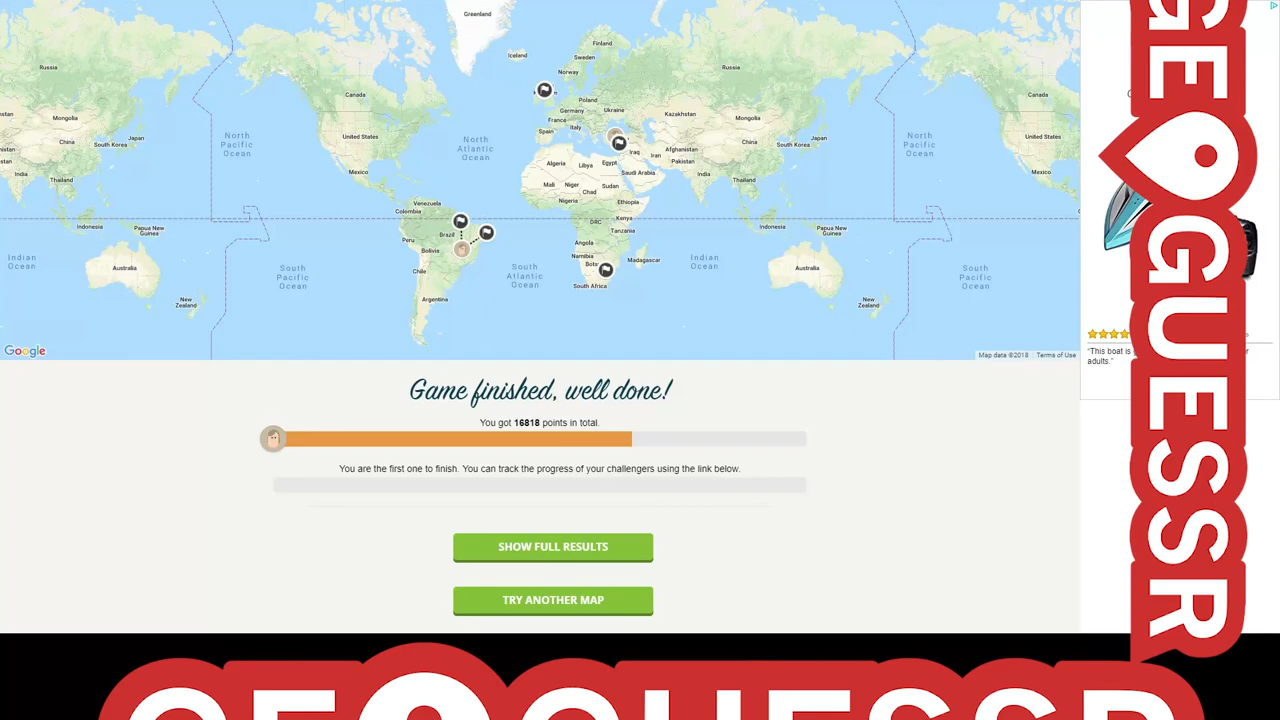 Greenland
Iceland
Finland
Sweden
Norway
Russia
Russia
Canada
Canada
Poland
Germany
Ukraine
France
Italy
Spain
Mongolia
China
Japan
South Korea
North
Pacific
Ocean
United States
North
Atlantic
Ocean
Kazakhstan
Mongolia
China
Japan
South Korea
North
Pacific
Ocean
United States
India
Thailand
Mexico
Algeria
Libya
Egypt
Iraq
Iran
Afghanistan
Pakistan
Saudi Arabia
India
Thailand
Mexico
Mali
Niger
Chad
Sudan
Nigeria
Ethiopia
Venezuela
Colombia
Indonesia
Papua New
Guinea
Brazil
Peru
Bolivia
DRC
Kenya
Tanzania
Angola
Indonesia
Papua New
Guinea
Indian
Ocean
Australia
South
Pacific
Ocean
Chile
South
Atlantic
Ocean
Namibia
Bots
Madagascar
South Africa
Indian
Ocean
Australia
South
Pacific
Ocean
New
Zealand
Argentina
New
Zealand
Google
Map data ©2018
Terms of Use
Game finished, well done!
You got 16818 points in total.
You are the first one to finish. You can track the progress of your challengers using the link below.
SHOW FULL RESULTS
TRY ANOTHER MAP
"This boat is
adults."
GEOGUESSR
GEOGUESSR